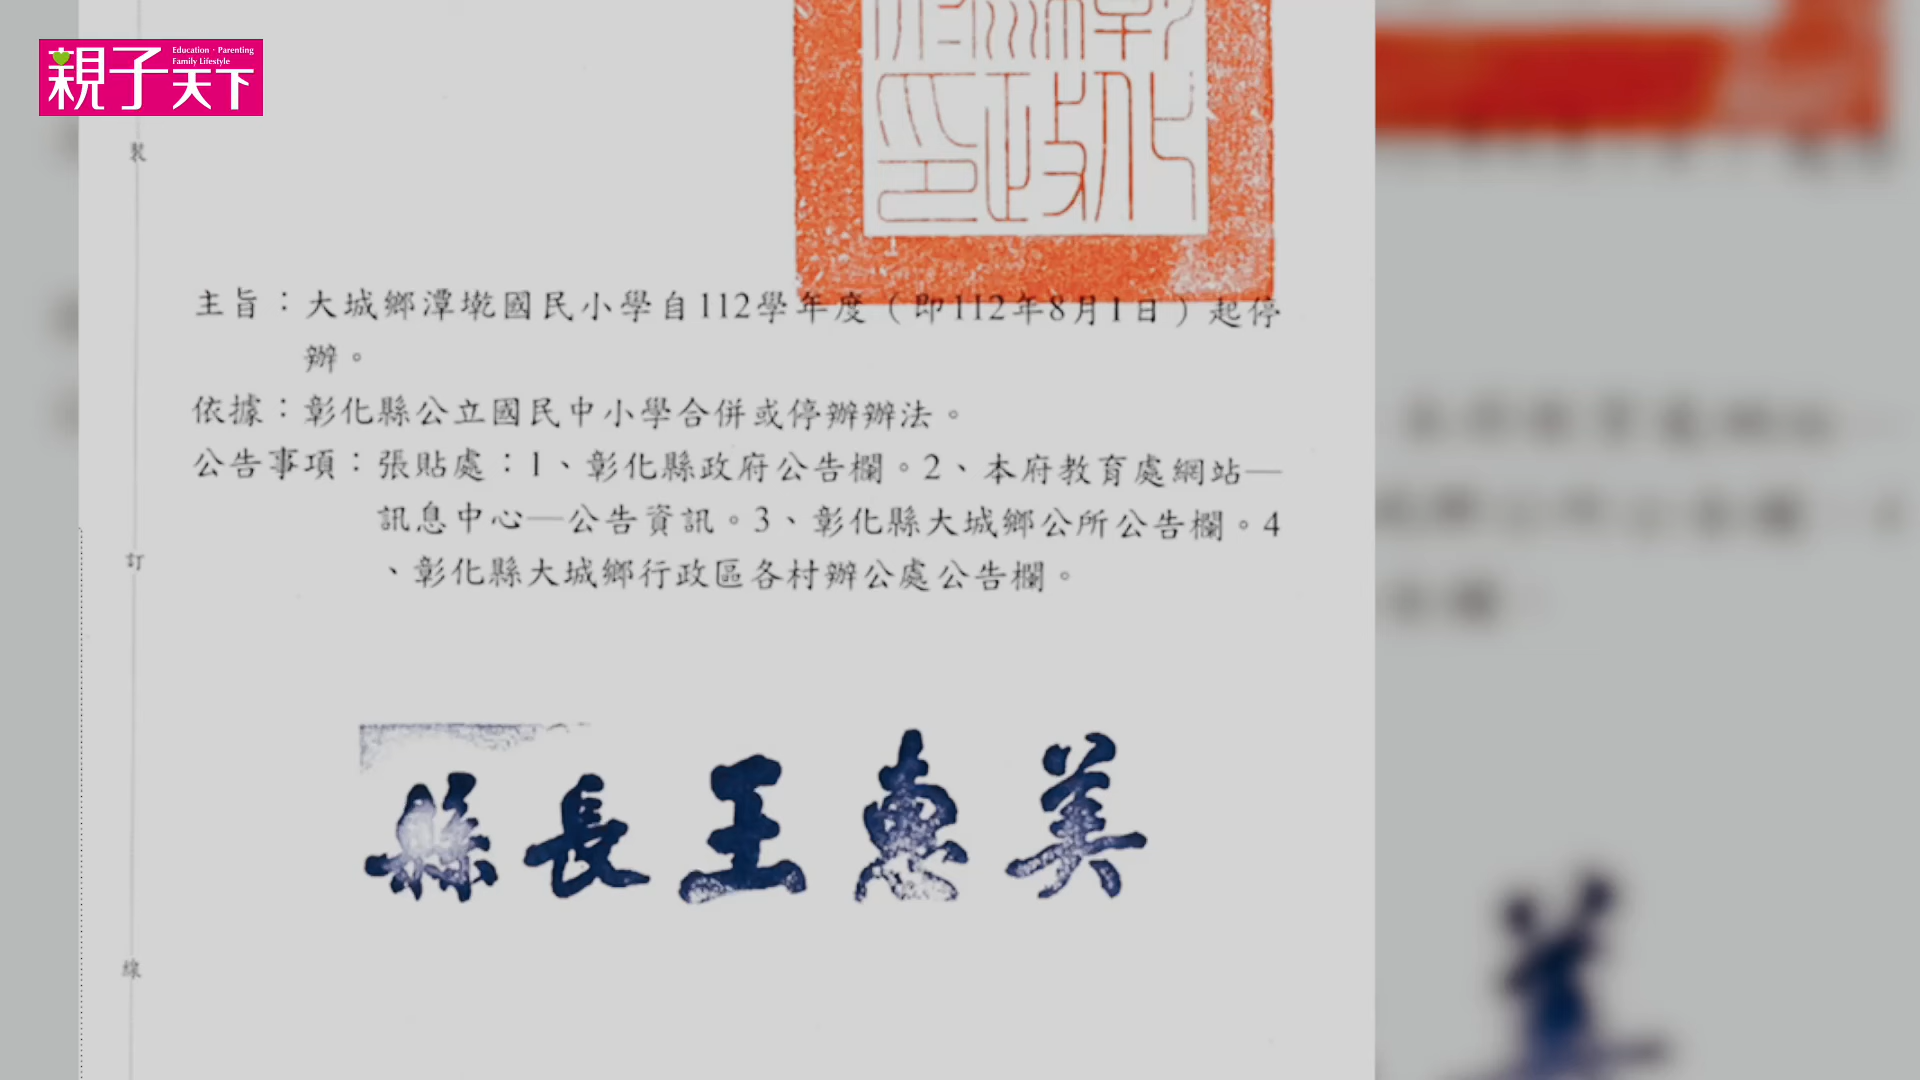 親子天下
Education · Parenting
Family Lifestyle
裝
主旨：大城鄉潭墘國民小學自112學年度（即112年8月1日）起停
辦。
依據：彰化縣公立國民中小學合併或停辦辦法。
公告事項：張貼處：1、彰化縣政府公告欄。2、本府教育處網站—
訊息中心—公告資訊。3、彰化縣大城鄉公所公告欄。4
、彰化縣大城鄉行政區各村辦公處公告欄。
訂
縣長王惠美
線